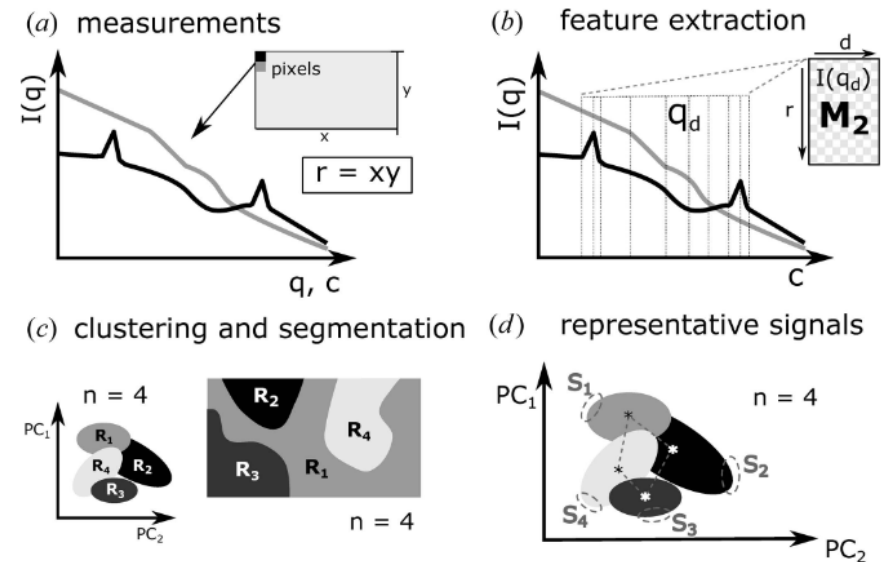 (a) measurements
I(q)
pixels
y
x
r = xy
q, c
(b) feature extraction
d
I(q)
q_d
r
I(q_d)
M_2
c
(c) clustering and segmentation
n = 4
PC_1
R_1
R_4
R_2
R_3
PC_2
R_2
R_4
R_3
R_1
n = 4
(d) representative signals
PC_1
S_1
n = 4
*
*
*
*
S_2
S_4
S_3
PC_2